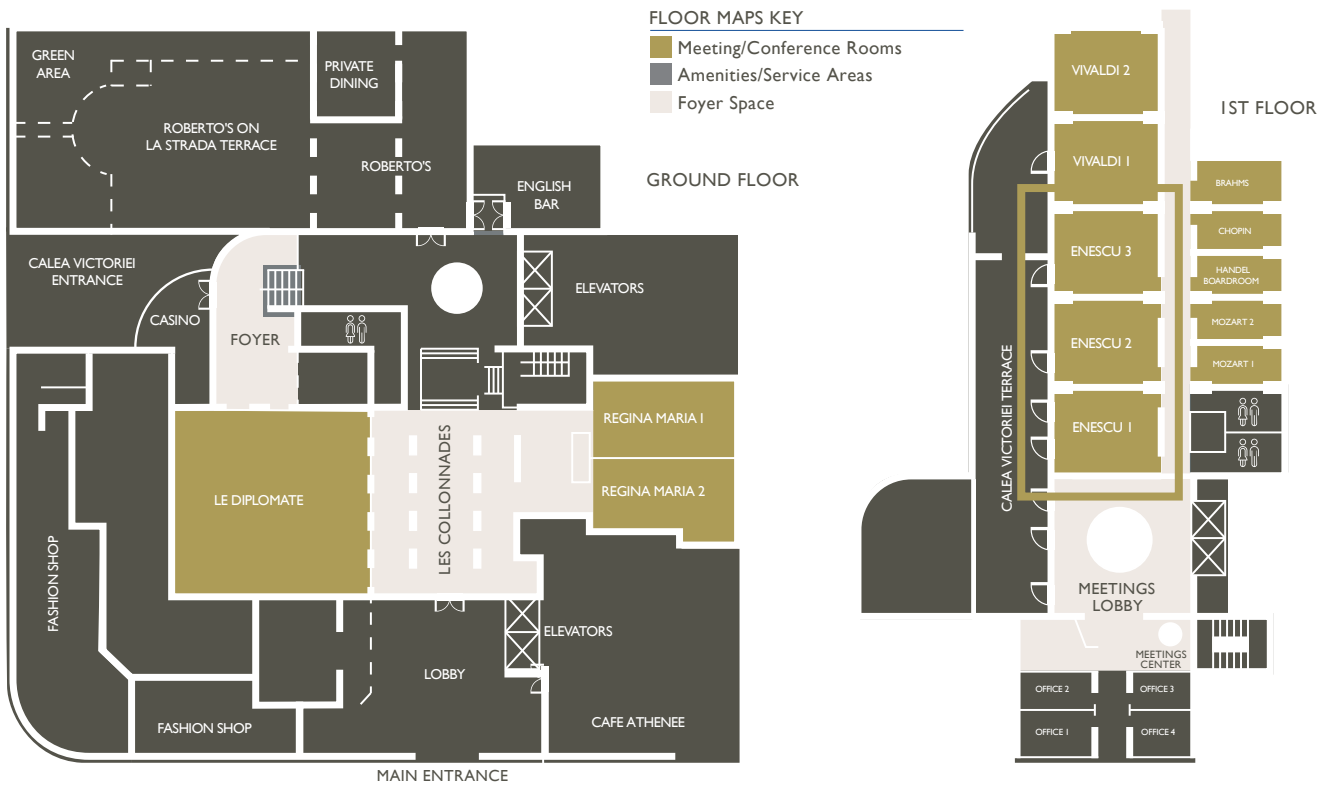 FLOOR MAPS KEY
Meeting/Conference Rooms
Amenities/Service Areas
Foyer Space
GROUND FLOOR
GREEN
AREA
PRIVATE
DINING
ROBERTO'S ON
LA STRADA TERRACE
ROBERTO'S
ENGLISH
BAR
CALEA VICTORIEI
ENTRANCE
CASINO
FOYER
ELEVATORS
REGINA MARIA 1
REGINA MARIA 2
LE DIPLOMATE
LES COLLONNADES
FASHION SHOP
ELEVATORS
LOBBY
FASHION SHOP
CAFE ATHENEE
MAIN ENTRANCE
1ST FLOOR
VIVALDI 2
VIVALDI 1
BRAHMS
CHOPIN
ENESCU 3
HANDEL
BOARDROOM
MOZART 2
ENESCU 2
MOZART 1
CALEA VICTORIEI TERRACE
ENESCU 1
MEETINGS
LOBBY
MEETINGS
CENTER
OFFICE 2
OFFICE 3
OFFICE 1
OFFICE 4